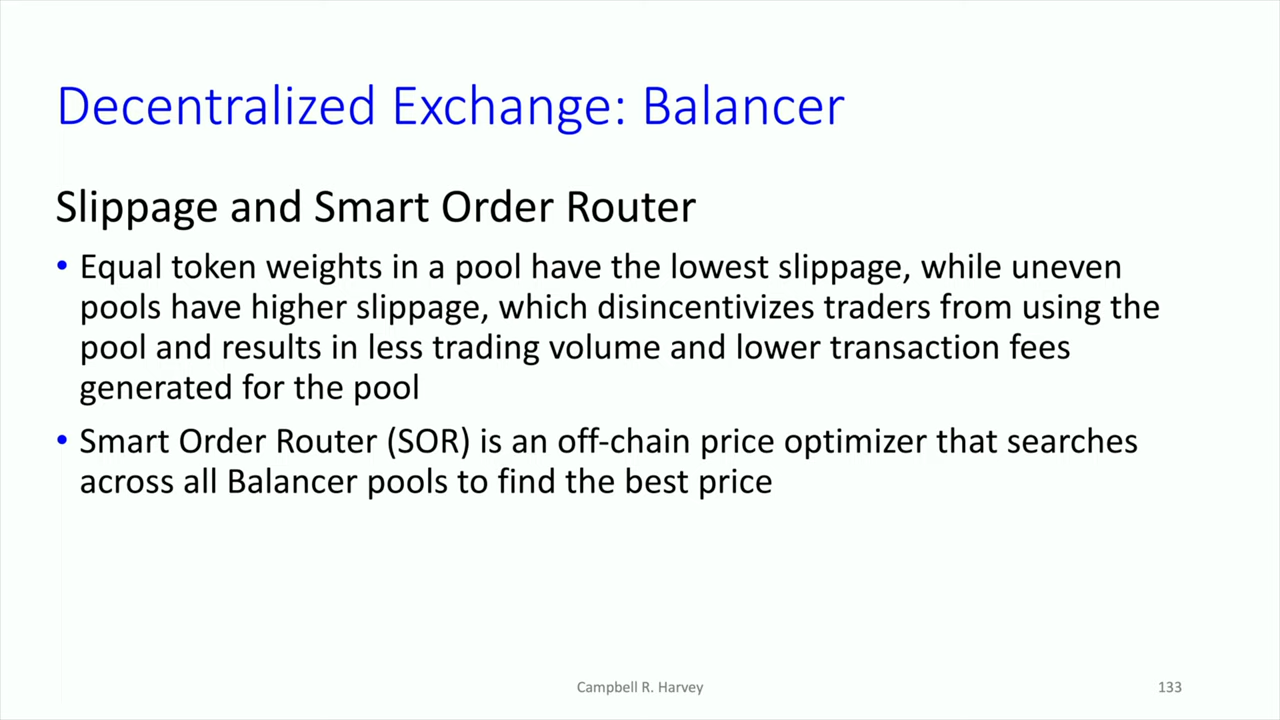 Decentralized Exchange: Balancer
Slippage and Smart Order Router
• Equal token weights in a pool have the lowest slippage, while uneven
pools have higher slippage, which disincentivizes traders from using the
pool and results in less trading volume and lower transaction fees
generated for the pool
• Smart Order Router (SOR) is an off-chain price optimizer that searches
across all Balancer pools to find the best price
Campbell R. Harvey
133